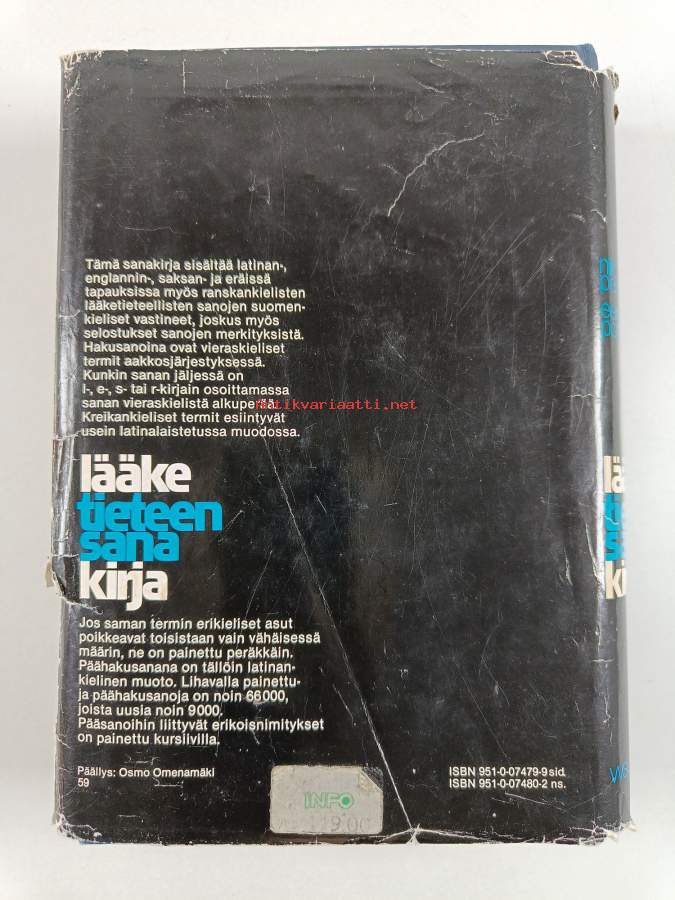 Tämä sanakirja sisältää latinan-,
englannin-, saksan- ja eräissä
tapauksissa myös ranskankielisten
lääketieteellisten sanojen suomen-
kieliset vastineet, joskus myös
selostukset sanojen merkityksistä.
Hakusanoina ovat vieraskieliset
termit aakkosjärjestyksessä.
Kunkin sanan jäljessä on
l-, e-, s- tai r-kirjain osoittamassa
sanan vieraskielistä alkuperää.
Kreikankieliset termit esiintyvät
usein latinalaistetussa muodossa.
antikvariaatti.net
lääke
tieteen
sana
kirja
Jos saman termin erikieliset asut
poikkeavat toisistaan vain vähäisessä
määrin, ne on painettu peräkkäin.
Päähakusanana on tällöin latinan-
kielinen muoto. Lihavalla painettu-
ja päähakusanoja on noin 66000,
joista uusia noin 9000.
Pääsanoihin liittyvät erikoisnimitykset
on painettu kursiivilla.
Päällys: Osmo Omenamäki
59
ISBN 951-0-07479-9 sid.
ISBN 951-0-07480-2 ns.
INFO
119.00